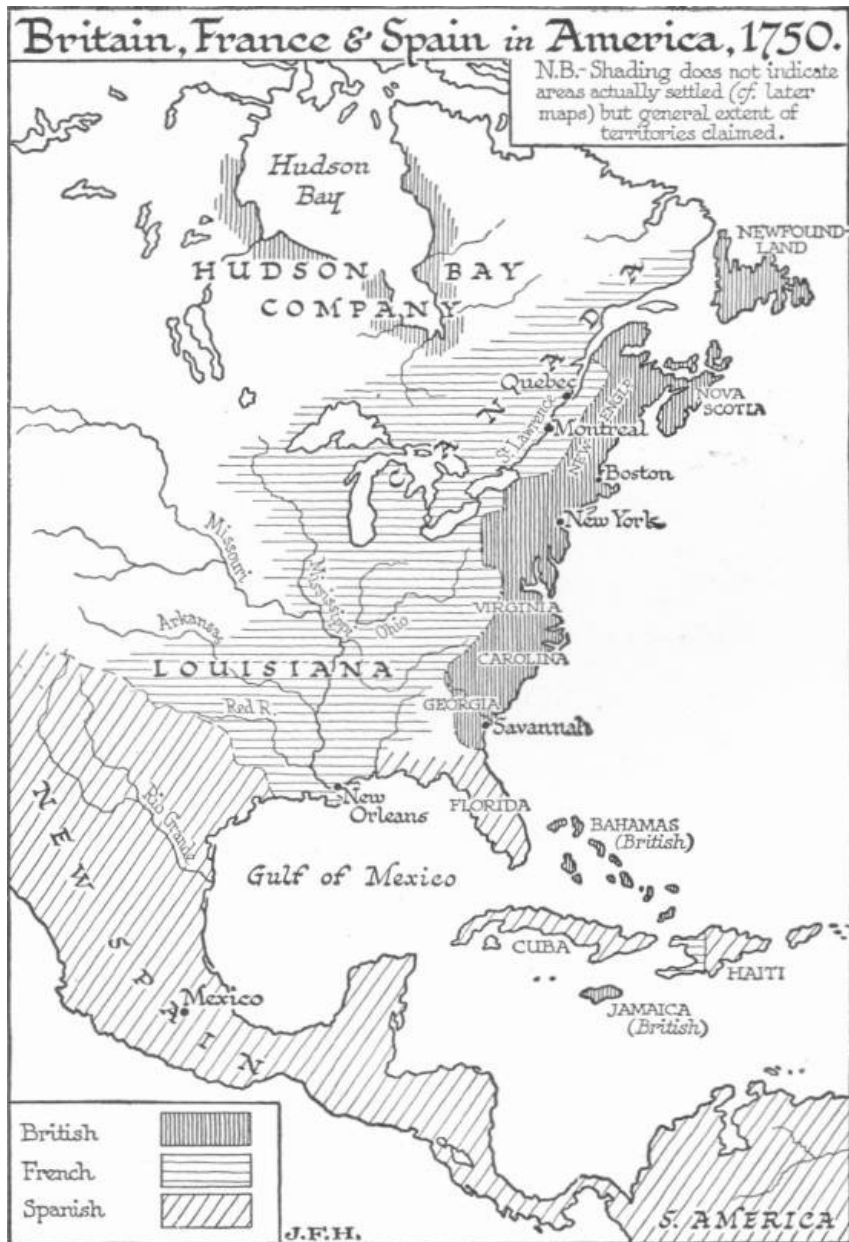 Britain, France & Spain in America, 1750.
N.B.- Shading does not indicate
areas actually settled (cf. later
maps) but general extent of
territories claimed.
Hudson
Bay
NEWFOUND-
LAND
HUDSON BAY
COMPANY
CANADA
Quebec
St Lawrence
Montreal
NEW ENGLD
NOVA
SCOTIA
Boston
New York
Missouri
Mississippi
Ohio
Arkansas
VIRGINIA
CAROLINA
LOUISIANA
GEORGIA
Red R.
Savannah
New
Orleans
FLORIDA
Rio Grande
NEW SPAIN
BAHAMAS
(British)
Gulf of Mexico
CUBA
HAITI
JAMAICA
(British)
Mexico
British
French
Spanish
J.F.H.
S. AMERICA